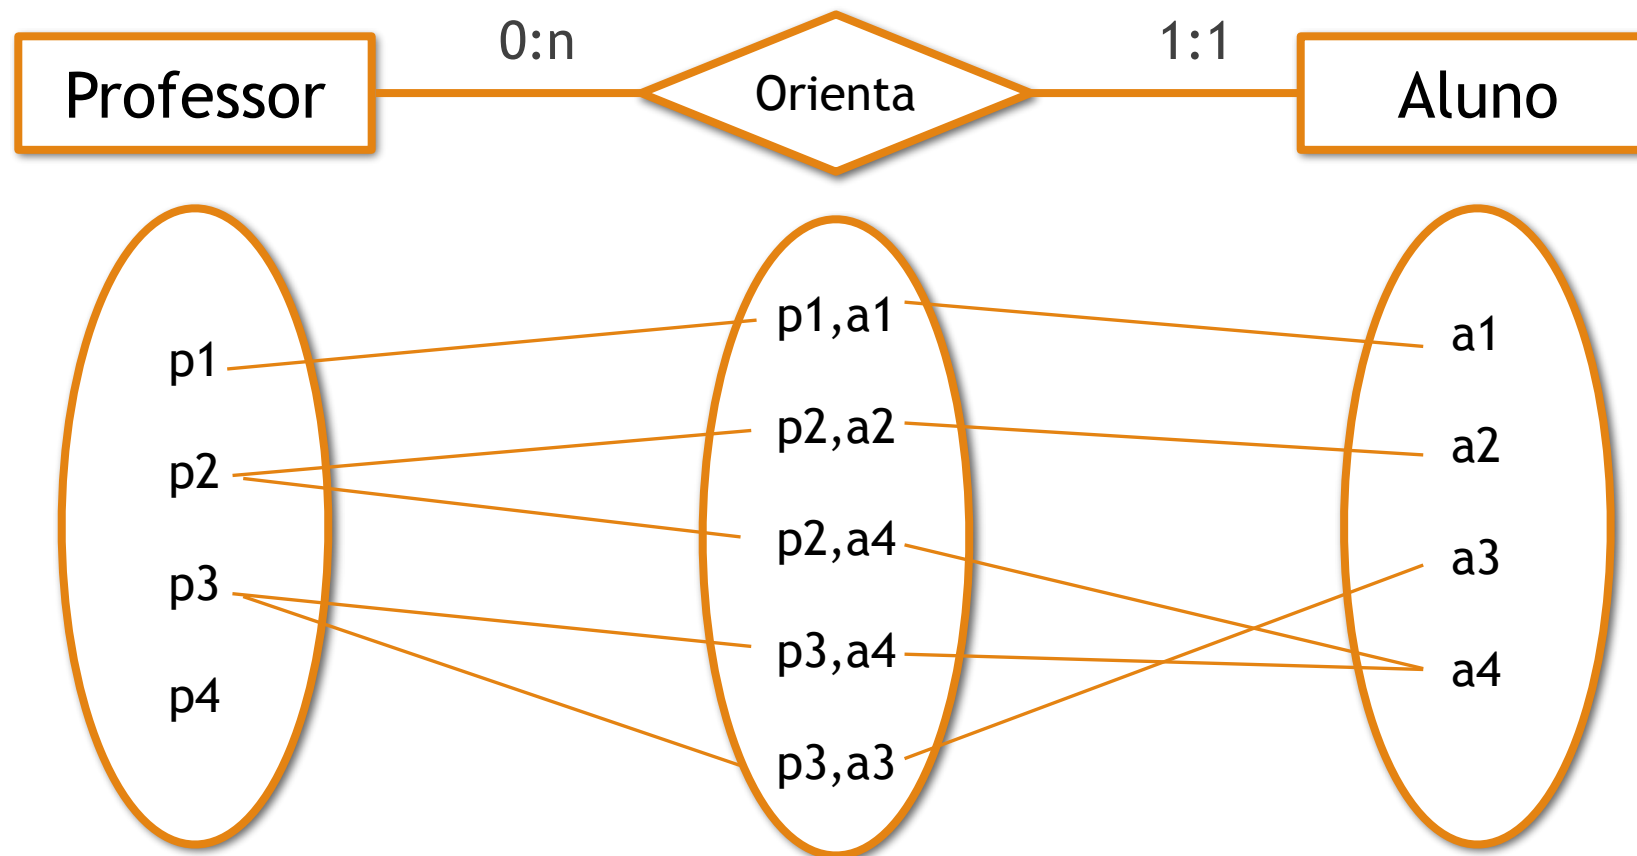 0:n
1:1
Professor
Orienta
Aluno
p1
p2
p3
p4
p1,a1
p2,a2
p2,a4
p3,a4
p3,a3
a1
a2
a3
a4